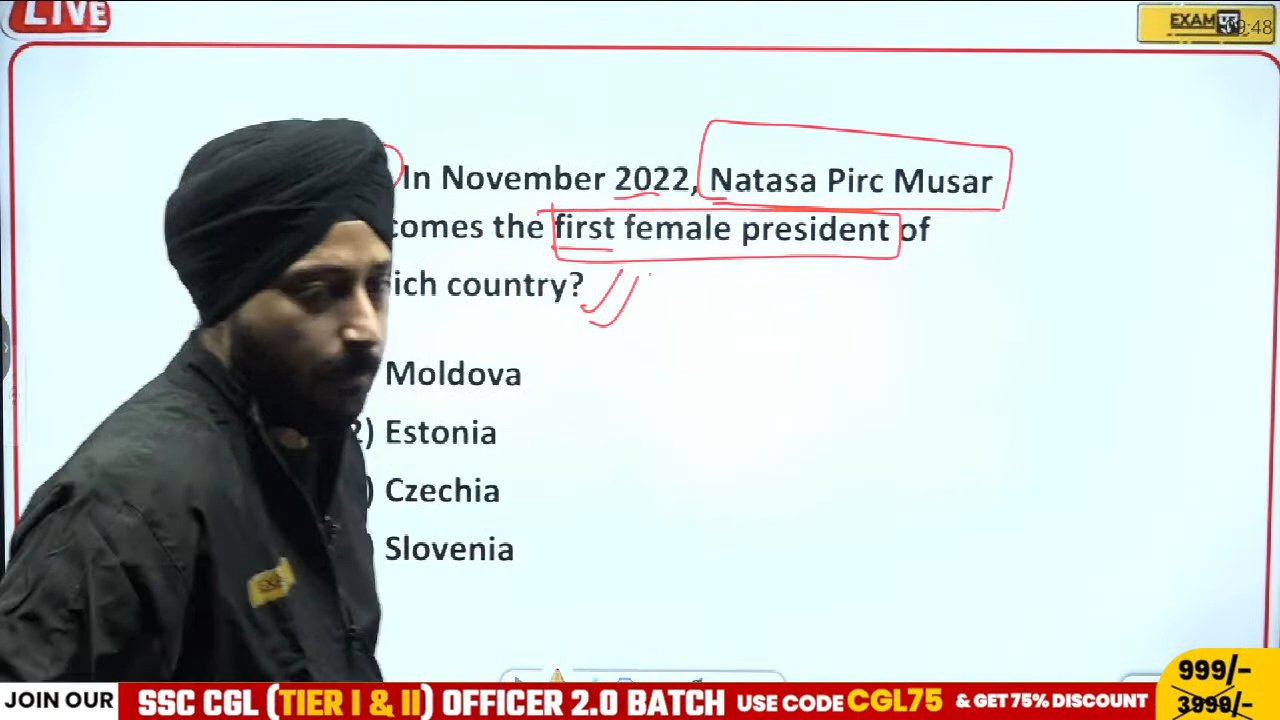 LIVE
EXAM
09:48
In November 2022, Natasa Pirc Musar
comes the first female president of
ich country?
Moldova
2) Estonia
) Czechia
) Slovenia
JOIN OUR SSC CGL (TIER I & II) OFFICER 2.0 BATCH USE CODE CGL75 & GET 75% DISCOUNT
999/-
3999/-